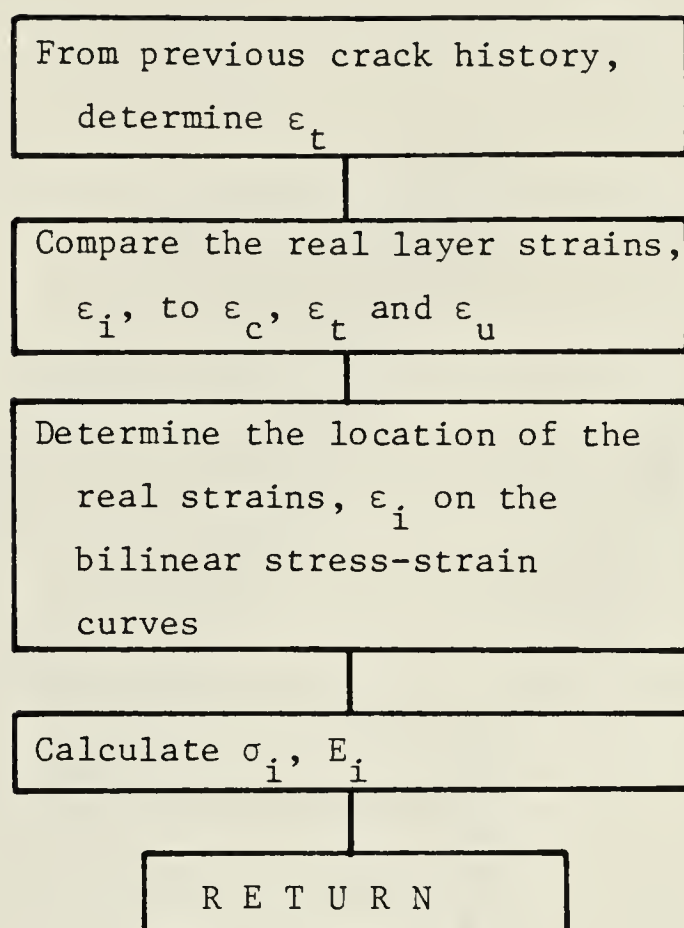 From previous crack history,
determine ε_t
Compare the real layer strains,
ε_i, to ε_c, ε_t and ε_u
Determine the location of the
real strains, ε_i on the
bilinear stress-strain
curves
Calculate σ_i, E_i
R E T U R N